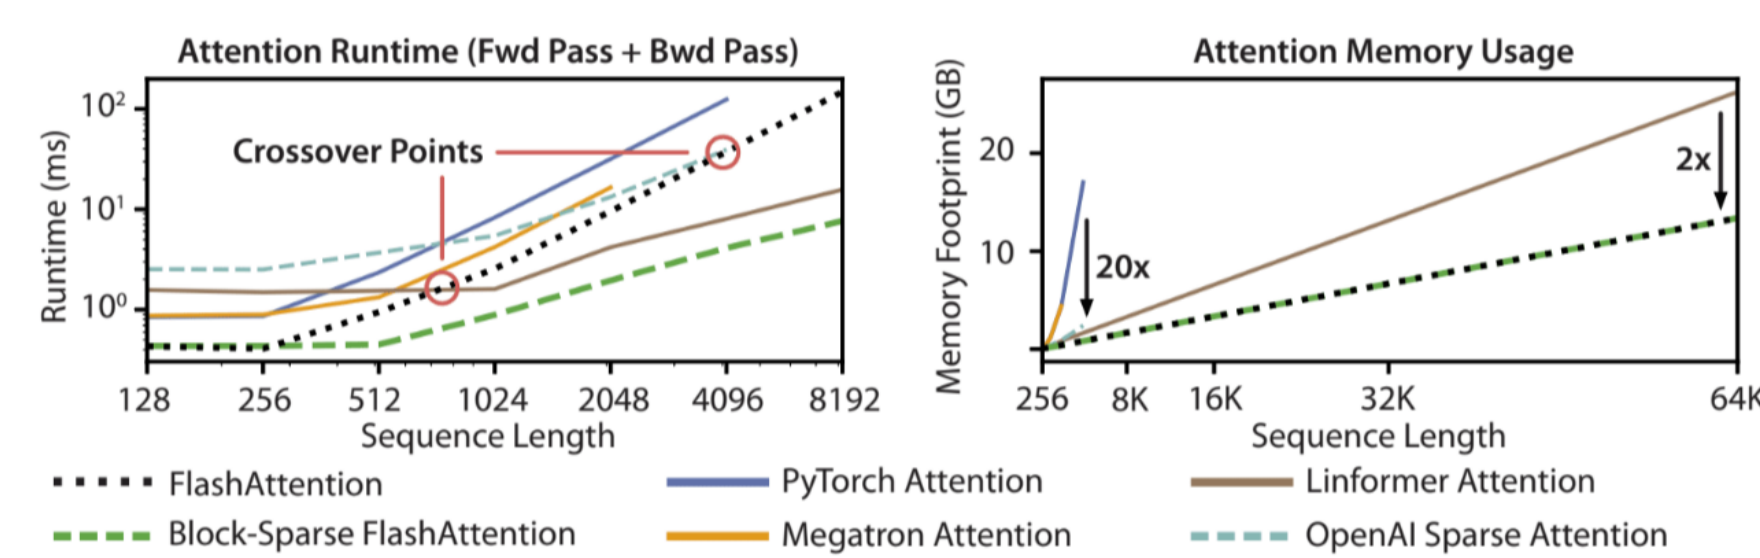 Attention Runtime (Fwd Pass + Bwd Pass)
Runtime (ms)
10²
10¹
10⁰
Crossover Points
128 256 512 1024 2048 4096 8192
Sequence Length
Attention Memory Usage
Memory Footprint (GB)
20
10
20x
2x
256 8K 16K 32K 64K
Sequence Length
FlashAttention
PyTorch Attention
Linformer Attention
Block-Sparse FlashAttention
Megatron Attention
OpenAI Sparse Attention